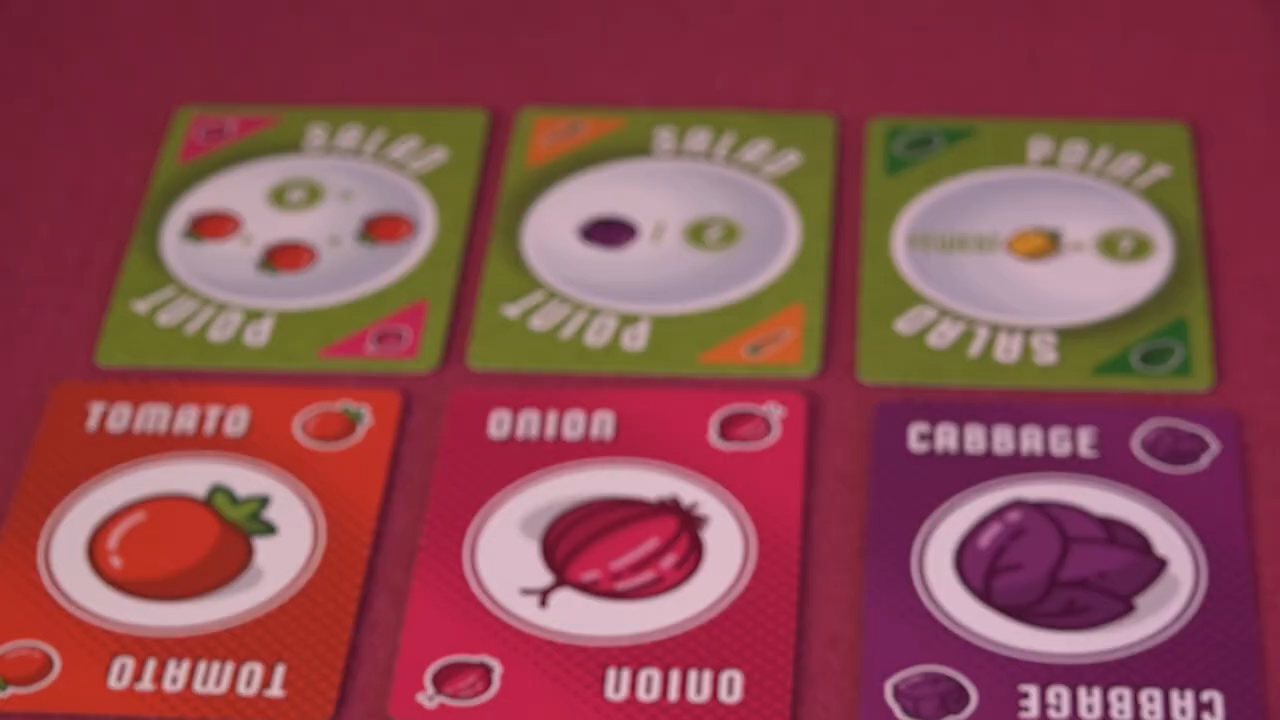 SALAD
POINT
SALAD
POINT
POINT
SALAD
TOMATO
TOMATO
ONION
ONION
CABBAGE
CABBAGE